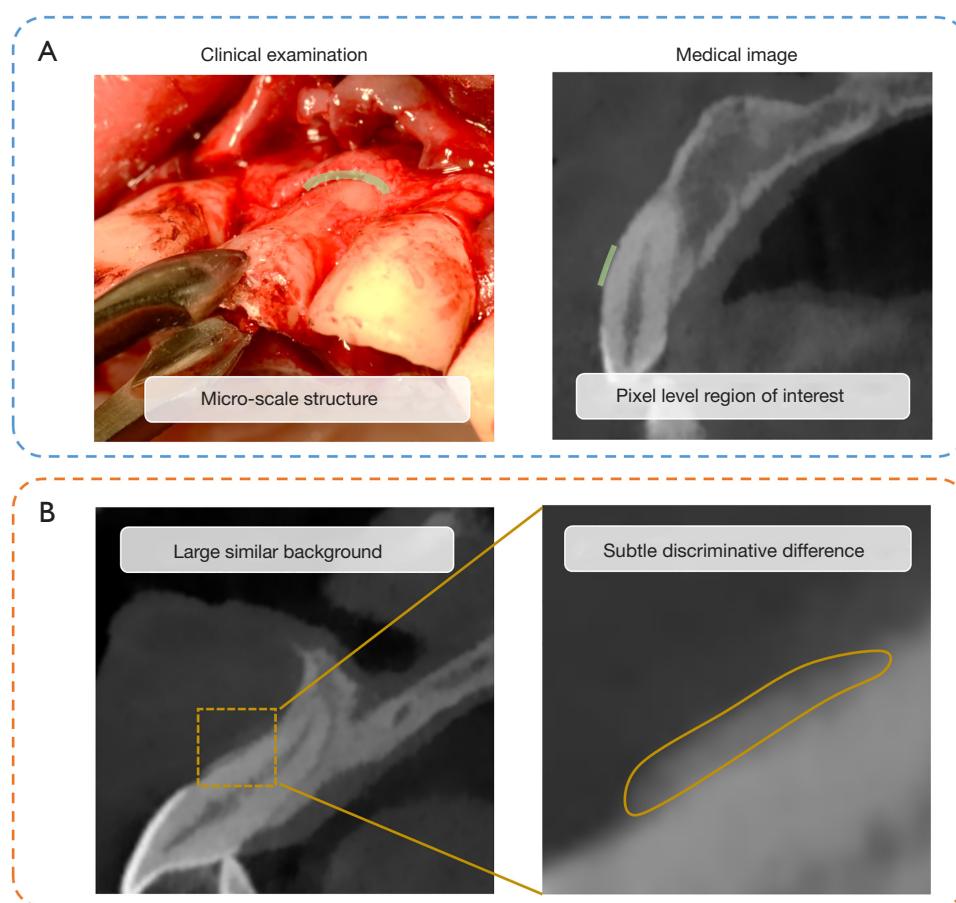 A
Clinical examination
Medical image
Micro-scale structure
Pixel level region of interest
B
Large similar background
Subtle discriminative difference